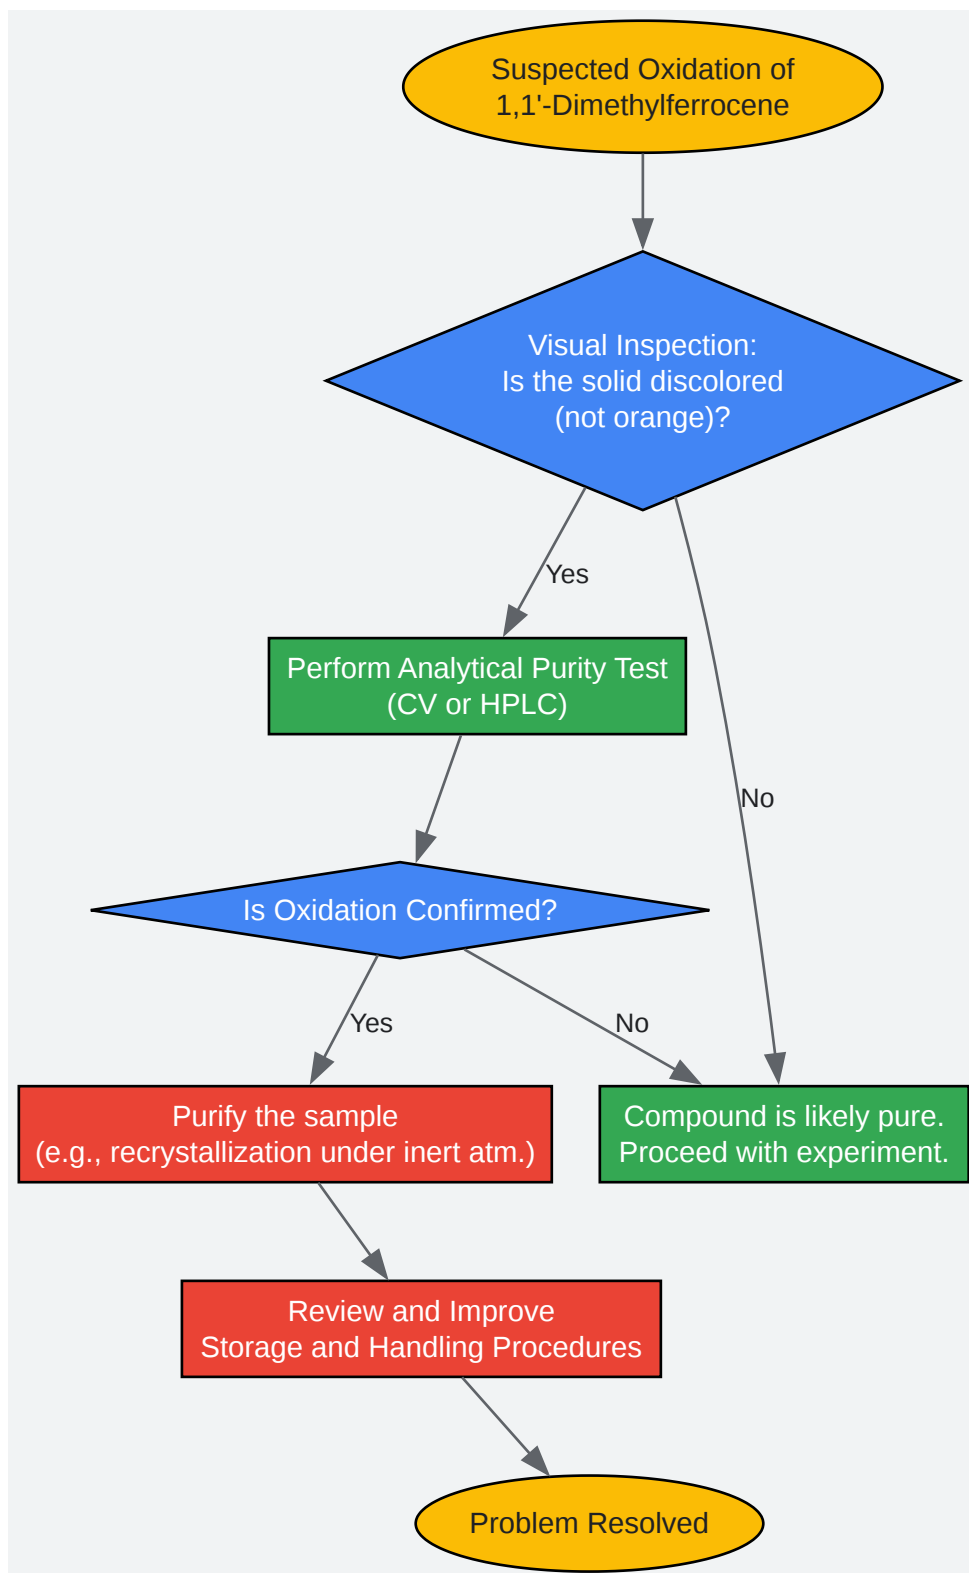 Suspected Oxidation of
1,1'-Dimethylferrocene
Visual Inspection:
Is the solid discolored
(not orange)?
Yes
Perform Analytical Purity Test
(CV or HPLC)
No
Is Oxidation Confirmed?
Yes
No
Purify the sample
(e.g., recrystallization under inert atm.)
Compound is likely pure.
Proceed with experiment.
Review and Improve
Storage and Handling Procedures
Problem Resolved